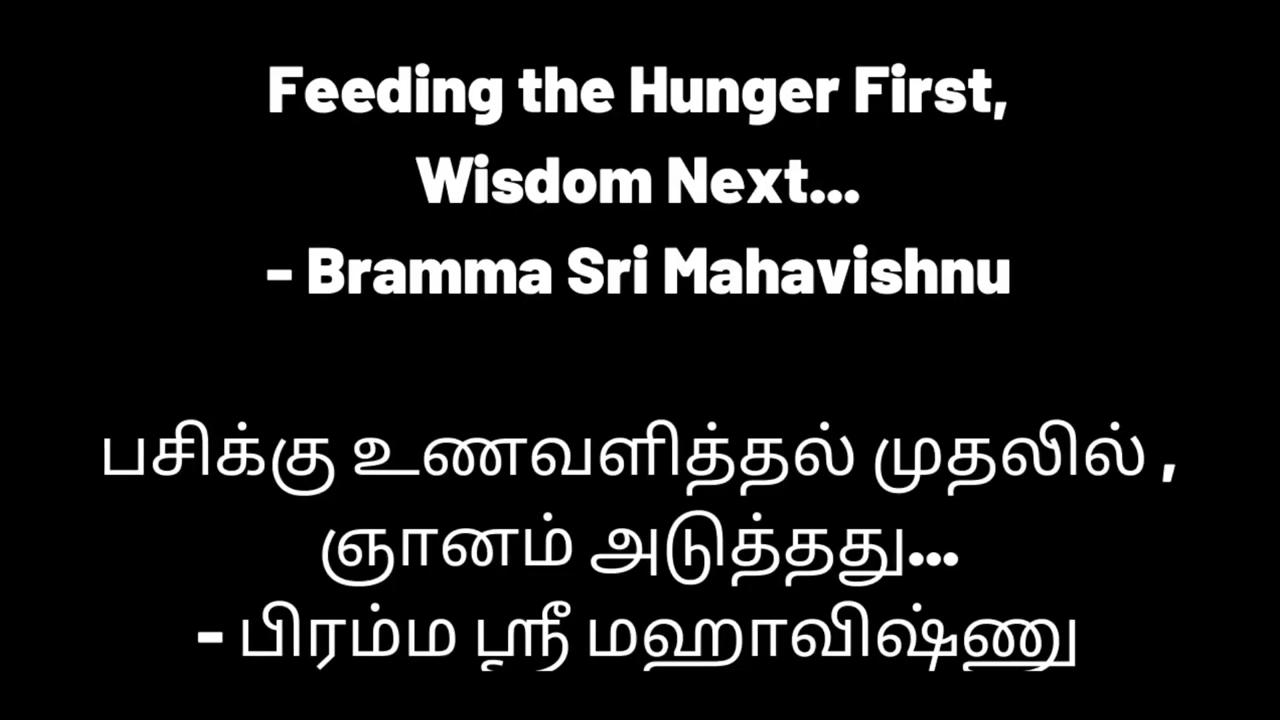 Feeding the Hunger First,
Wisdom Next...
- Bramma Sri Mahavishnu
பசிக்கு உணவளித்தல் முதலில் ,
ஞானம் அடுத்தது...
- பிரம்ம ஸ்ரீ மஹாவிஷ்ணு